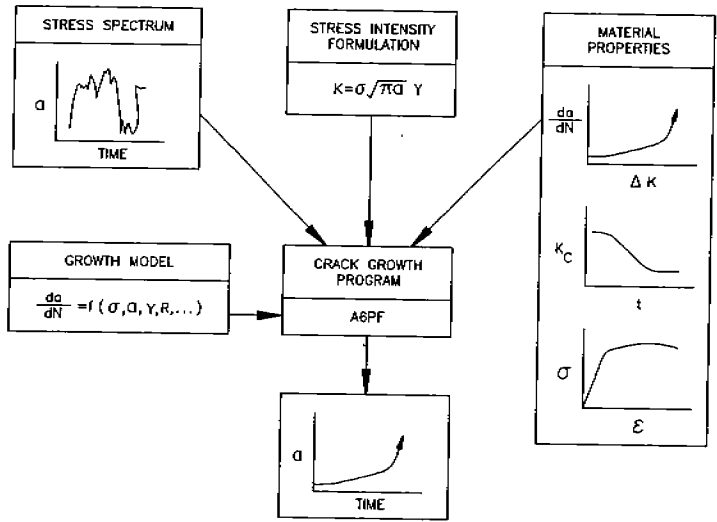 STRESS SPECTRUM
a
TIME
STRESS INTENSITY
FORMULATION
K=σ√πa Y
MATERIAL
PROPERTIES
da/dN
Δ K
K_C
t
σ
ε
GROWTH MODEL
da/dN =f ( σ,a,Y,R,...)
CRACK GROWTH
PROGRAM
A6PF
a
TIME